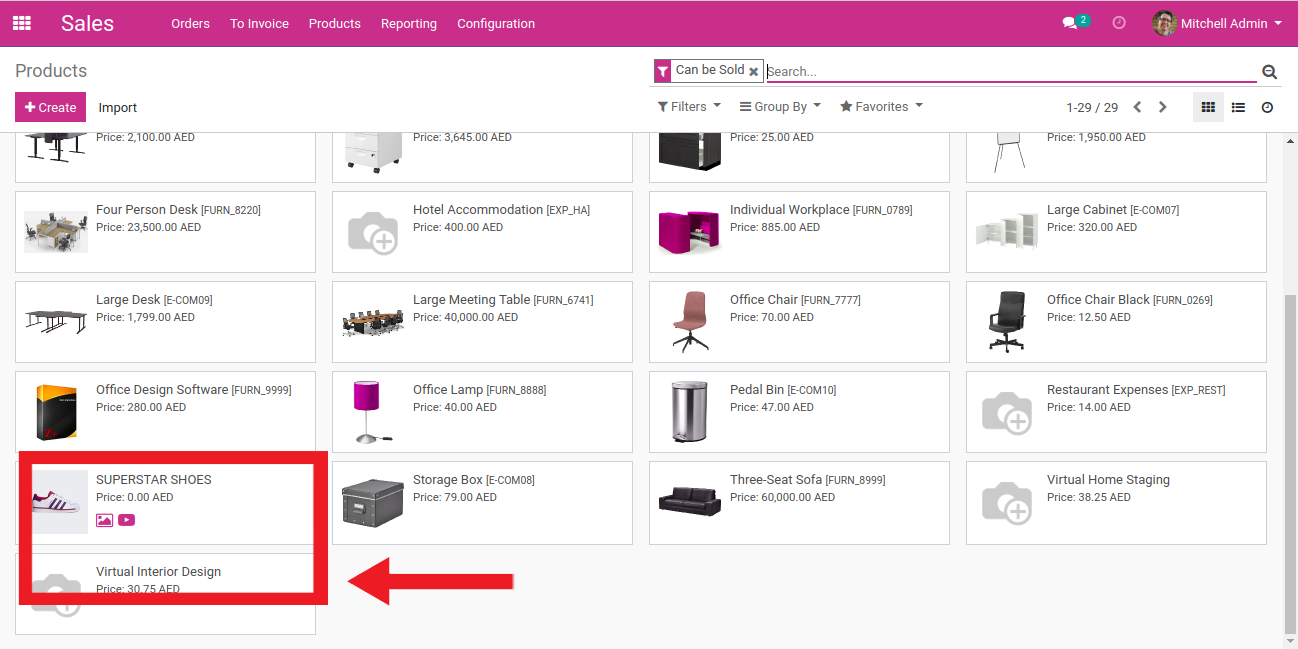 Sales Orders To Invoice Products Reporting Configuration 2 Mitchell Admin
Products Can be Sold Search...
Create Import Filters Group By Favorites 1-29 / 29
Price: 2,100.00 AED
Price: 3,645.00 AED
Price: 25.00 AED
Price: 1,950.00 AED
Four Person Desk [FURN_8220]
Price: 23,500.00 AED
Hotel Accommodation [EXP_HA]
Price: 400.00 AED
Individual Workplace [FURN_0789]
Price: 885.00 AED
Large Cabinet [E-COM07]
Price: 320.00 AED
Large Desk [E-COM09]
Price: 1,799.00 AED
Large Meeting Table [FURN_6741]
Price: 40,000.00 AED
Office Chair [FURN_7777]
Price: 70.00 AED
Office Chair Black [FURN_0269]
Price: 12.50 AED
Office Design Software [FURN_9999]
Price: 280.00 AED
Office Lamp [FURN_8888]
Price: 40.00 AED
Pedal Bin [E-COM10]
Price: 47.00 AED
Restaurant Expenses [EXP_REST]
Price: 14.00 AED
SUPERSTAR SHOES
Price: 0.00 AED
Storage Box [E-COM08]
Price: 79.00 AED
Three-Seat Sofa [FURN_8999]
Price: 60,000.00 AED
Virtual Home Staging
Price: 38.25 AED
Virtual Interior Design
Price: 30.75 AED